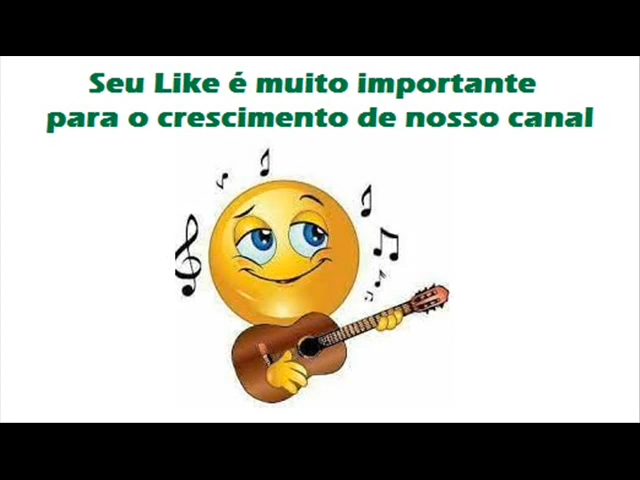 Seu Like é muito importante
para o crescimento de nosso canal